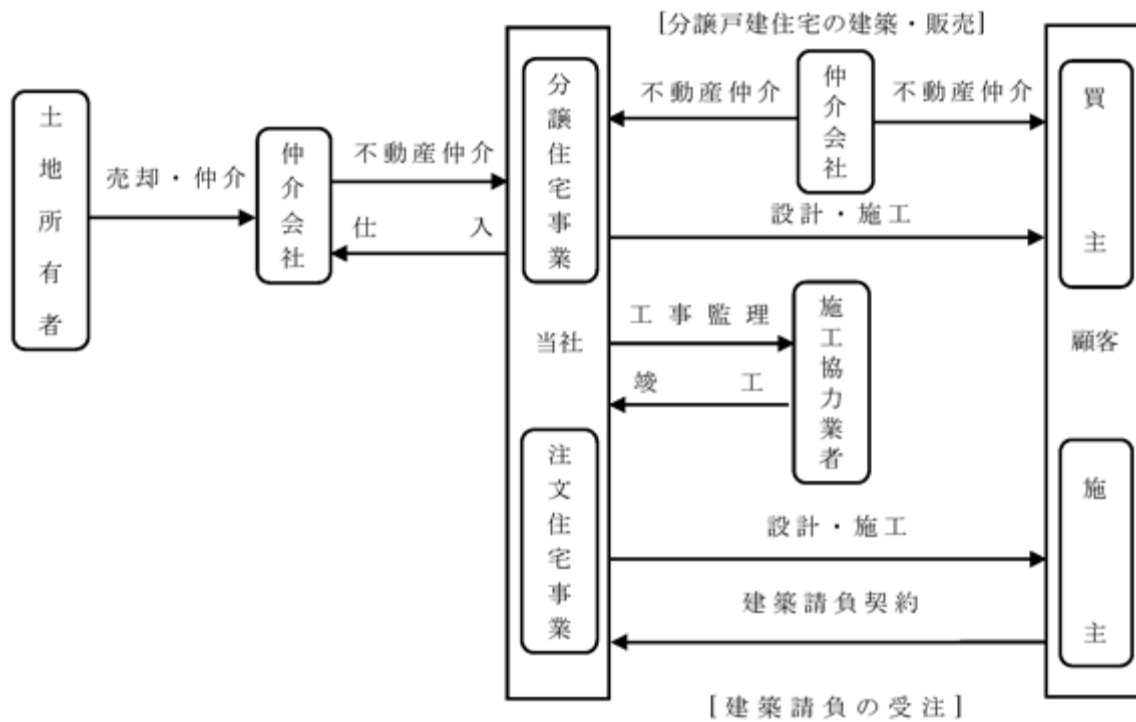 [分譲戸建住宅の建築・販売]
土地所有者
売却・仲介
仲介会社
不動産仲介
仕入
分譲住宅事業
不動産仲介
仲介会社
不動産仲介
買主
設計・施工
当社
工事監理
竣工
施工協力業者
顧客
注文住宅事業
設計・施工
建築請負契約
施主
[建築請負の受注]